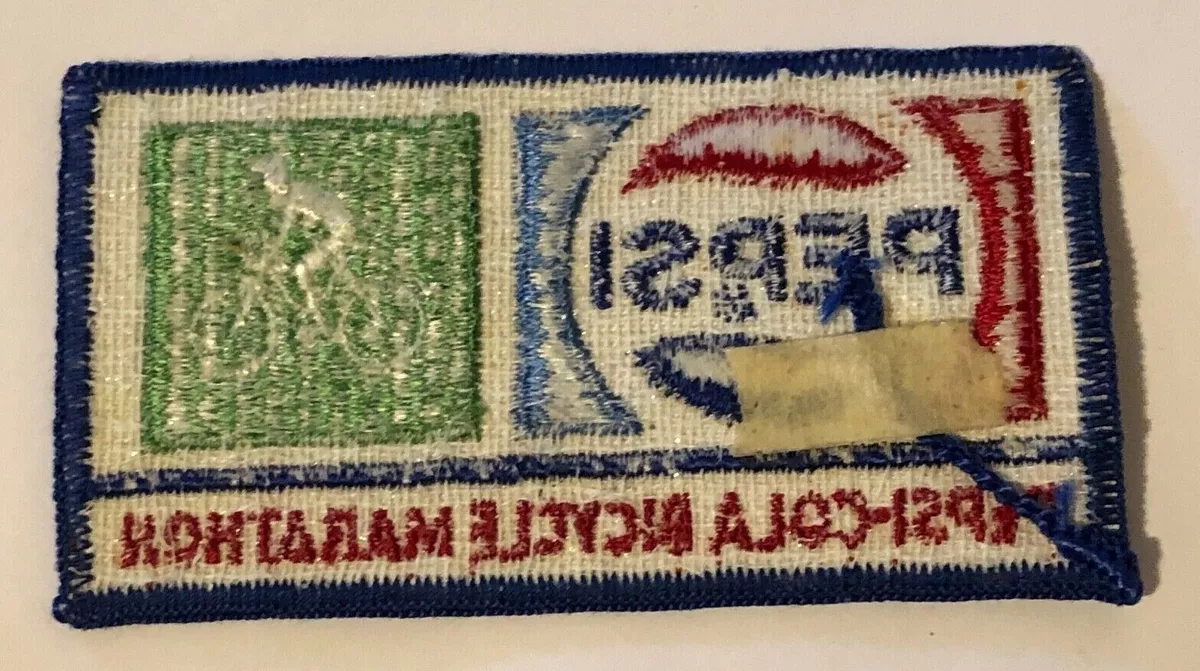 PEPSI
PEPSI-COLA BICYCLE MARATHON